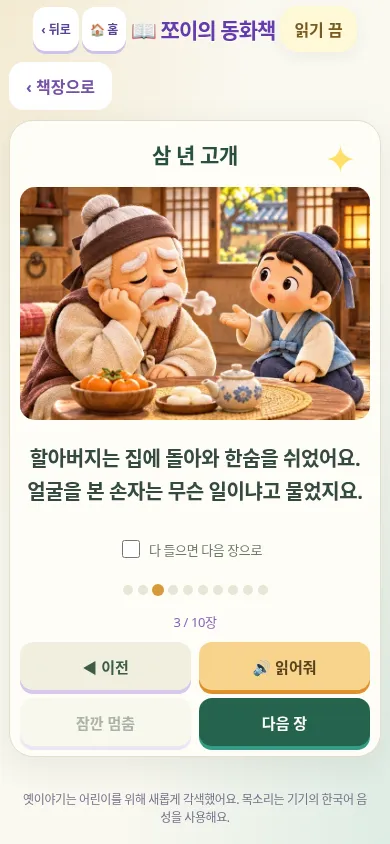 ‹ 뒤로
🏠 홈
📖 쪼이의 동화책
읽기 끔
‹ 책장으로
삼 년 고개
할아버지는 집에 돌아와 한숨을 쉬었어요.
얼굴을 본 손자는 무슨 일이냐고 물었지요.
다 들으면 다음 장으로
3 / 10장
◀ 이전
🔊 읽어줘
잠깐 멈춤
다음 장
옛이야기는 어린이를 위해 새롭게 각색했어요. 목소리는 기기의 한국어 음
성을 사용해요.